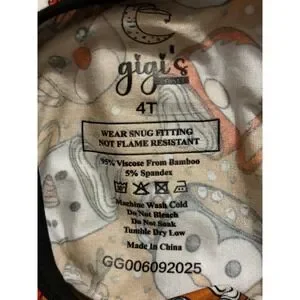 gigi's
4T
WEAR SNUG FITTING
NOT FLAME RESISTANT
95% Viscose From Bamboo
5% Spandex
Machine Wash Cold
Do Not Bleach
Do Not Soak
Tumble Dry Low
Made in China
GG006092025